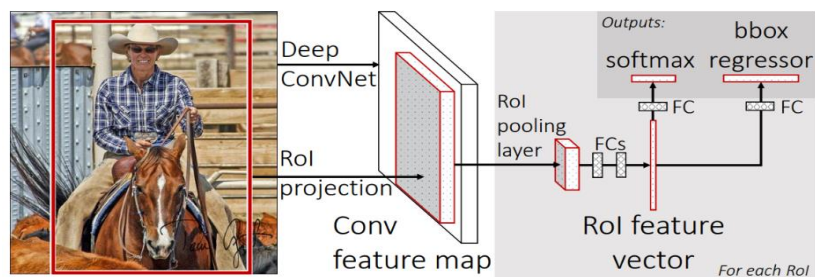 Deep
ConvNet
RoI
projection
Conv
feature map
RoI
pooling
layer
FCs
RoI feature
vector
Outputs:
softmax
bbox
regressor
FC
FC
For each RoI